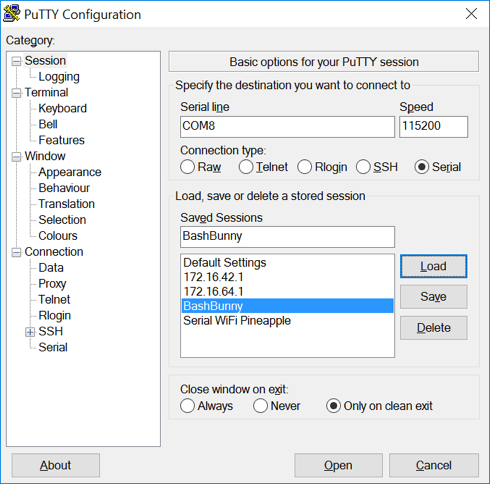 PuTTY Configuration
Category:
Session
Logging
Terminal
Keyboard
Bell
Features
Window
Appearance
Behaviour
Translation
Selection
Colours
Connection
Data
Proxy
Telnet
Rlogin
SSH
Serial
Basic options for your PuTTY session
Specify the destination you want to connect to
Serial line Speed
COM8 115200
Connection type:
Raw Telnet Rlogin SSH Serial
Load, save or delete a stored session
Saved Sessions
BashBunny
Default Settings
172.16.42.1
172.16.64.1
BashBunny
Serial WiFi Pineapple
Load
Save
Delete
Close window on exit:
Always Never Only on clean exit
About Open Cancel